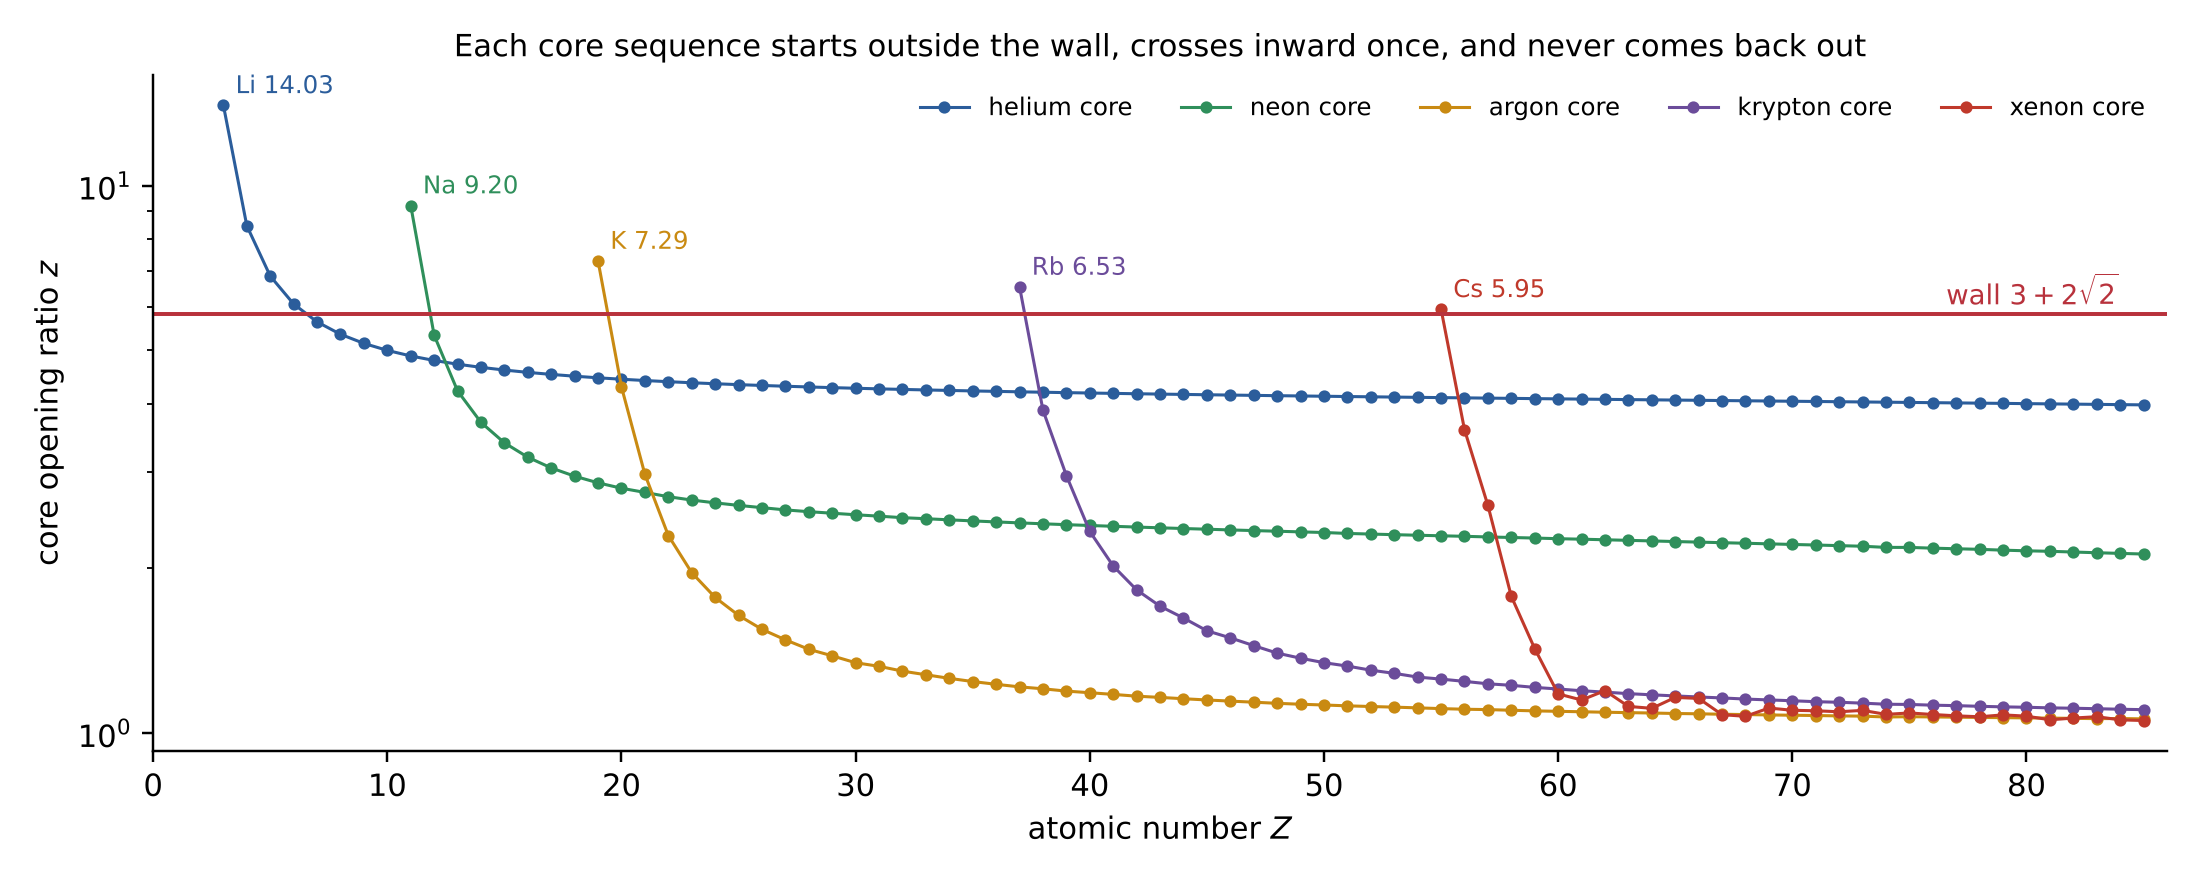 Each core sequence starts outside the wall, crosses inward once, and never comes back out
Li 14.03
helium core
neon core
argon core
krypton core
xenon core
Na 9.20
K 7.29
Rb 6.53
Cs 5.95
wall 3 + 2√2
core opening ratio z
10¹
10⁰
0 10 20 30 40 50 60 70 80
atomic number Z